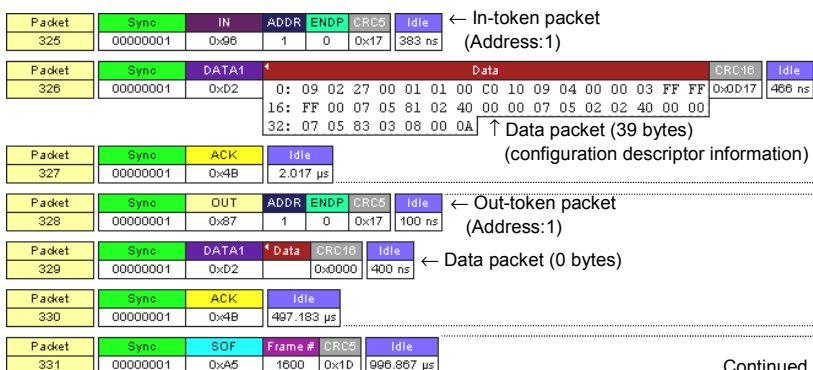 Packet Sync IN ADDR ENDP CRC5 Idle ← In-token packet
325 00000001 0x96 1 0 0x17 383 ns (Address:1)
Packet Sync DATA1 Data CRC16 Idle
326 00000001 0xD2 0: 09 02 27 00 01 01 00 C0 10 09 04 00 00 03 FF FF 0x0D17 466 ns
16: FF 00 07 05 81 02 40 00 00 07 05 02 02 40 00 00
32: 07 05 83 03 08 00 0A ↑ Data packet (39 bytes)
(configuration descriptor information)
Packet Sync ACK Idle
327 00000001 0x4B 2.017 µs
Packet Sync OUT ADDR ENDP CRC5 Idle ← Out-token packet
328 00000001 0x87 1 0 0x17 100 ns (Address:1)
Packet Sync DATA1 Data CRC16 Idle
329 00000001 0xD2 0x0000 400 ns ← Data packet (0 bytes)
Packet Sync ACK Idle
330 00000001 0x4B 497.183 µs
Packet Sync SOF Frame # CRC5 Idle
331 00000001 0xA5 1600 0x1D 996.867 µs Continued